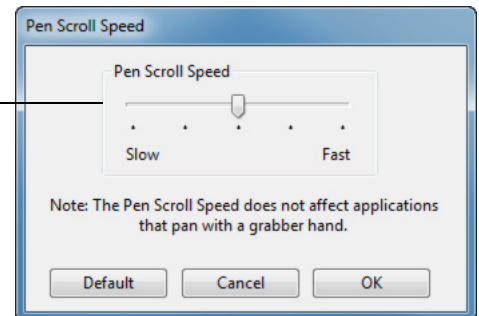 Pen Scroll Speed
Pen Scroll Speed
Slow Fast
Note: The Pen Scroll Speed does not affect applications
that pan with a grabber hand.
Default Cancel OK